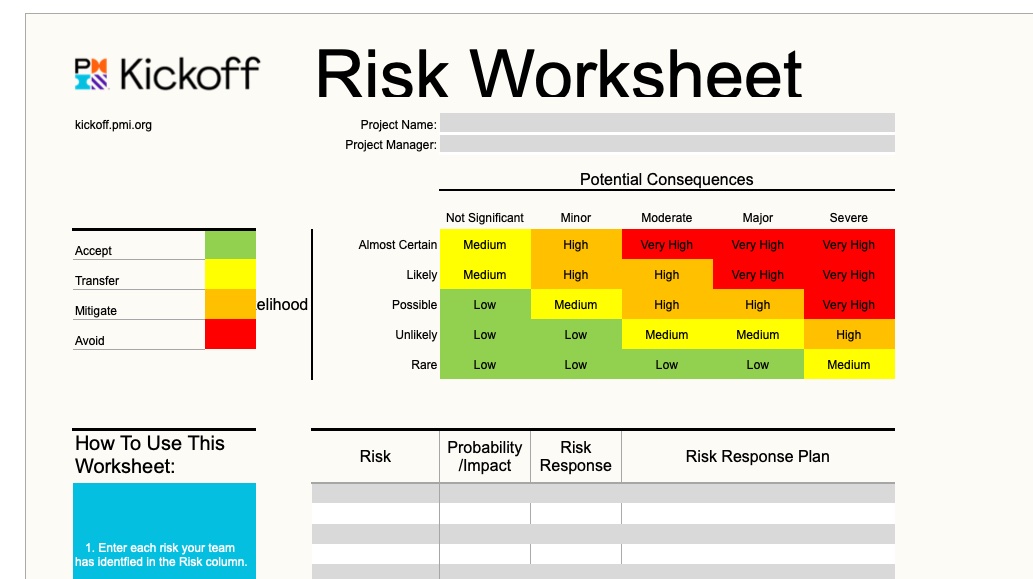 PM Kickoff
Risk Worksheet
kickoff.pmi.org
Project Name:
Project Manager:
Potential Consequences
Not Significant Minor Moderate Major Severe
Accept
Transfer
Mitigate
Avoid
elihood
Almost Certain Medium High Very High Very High Very High
Likely Medium High High Very High Very High
Possible Low Medium High High Very High
Unlikely Low Low Medium Medium High
Rare Low Low Low Low Medium
How To Use This
Worksheet:
1. Enter each risk your team
has identfied in the Risk column.
Risk
Probability
/Impact
Risk
Response
Risk Response Plan